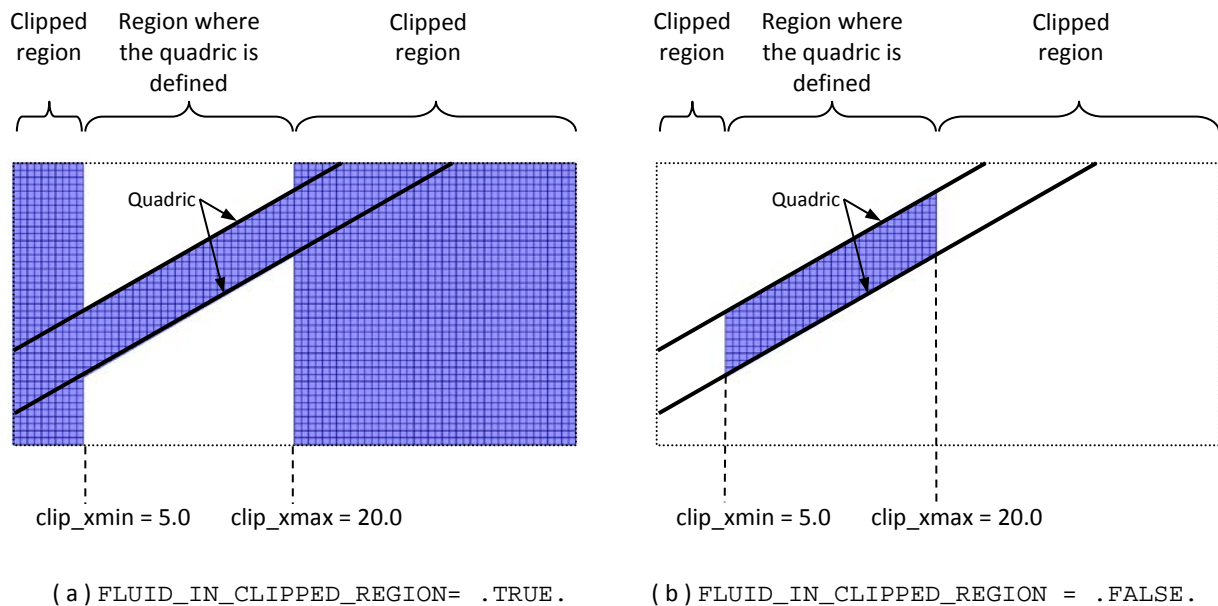 Clipped
region
Region where
the quadric is
defined
Clipped
region
Clipped
region
Region where
the quadric is
defined
Clipped
region
Quadric
Quadric
clip_xmin = 5.0
clip_xmax = 20.0
clip_xmin = 5.0
clip_xmax = 20.0
(a) FLUID_IN_CLIPPED_REGION= .TRUE.
(b) FLUID_IN_CLIPPED_REGION = .FALSE.